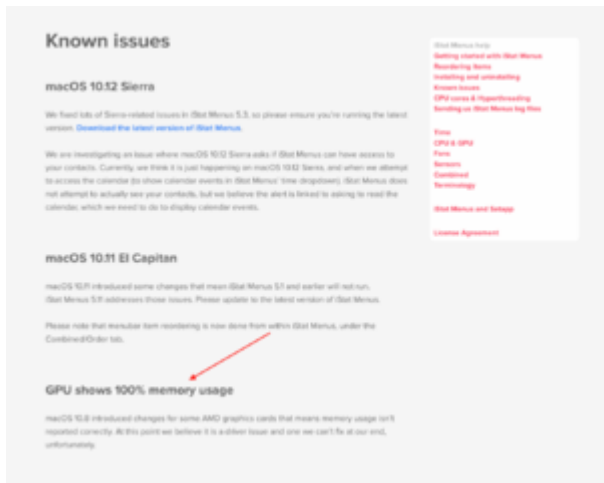 Known issues
macOS 10.12 Sierra
We fixed lots of Sierra-related issues in iStat Menus 5.3, so please ensure you're running the latest
version. Download the latest version of iStat Menus.
We are investigating an issue where macOS 10.12 Sierra asks if iStat Menus can have access to
your contacts. Currently, we think it is just happening on macOS 10.12 Sierra, and when we attempt
to access the calendar (to show calendar events in iStat Menus' time dropdown). iStat Menus does
not attempt to actually see your contacts, but we believe the alert is linked to asking to read the
calendar, which we need to do to display calendar events.
macOS 10.11 El Capitan
macOS 10.11 introduced some changes that mean iStat Menus 5.1 and earlier will not run.
iStat Menus 5.11 addresses those issues. Please update to the latest version of iStat Menus.
Please note that menubar item reordering is now done from within iStat Menus, under the
Combined/Order tab.
GPU shows 100% memory usage
macOS 10.8 introduced changes for some AMD graphics cards that means memory usage isn't
reported correctly. At this point we believe it is a driver issue and one we can't fix at our end,
unfortunately.
iStat Menus help
Getting started with iStat Menus
Reordering items
Installing and uninstalling
Known issues
CPU cores & Hyperthreading
Sending us iStat Menus log files
Time
CPU & GPU
Fans
Sensors
Combined
Terminology
iStat Menus and Setapp
License Agreement